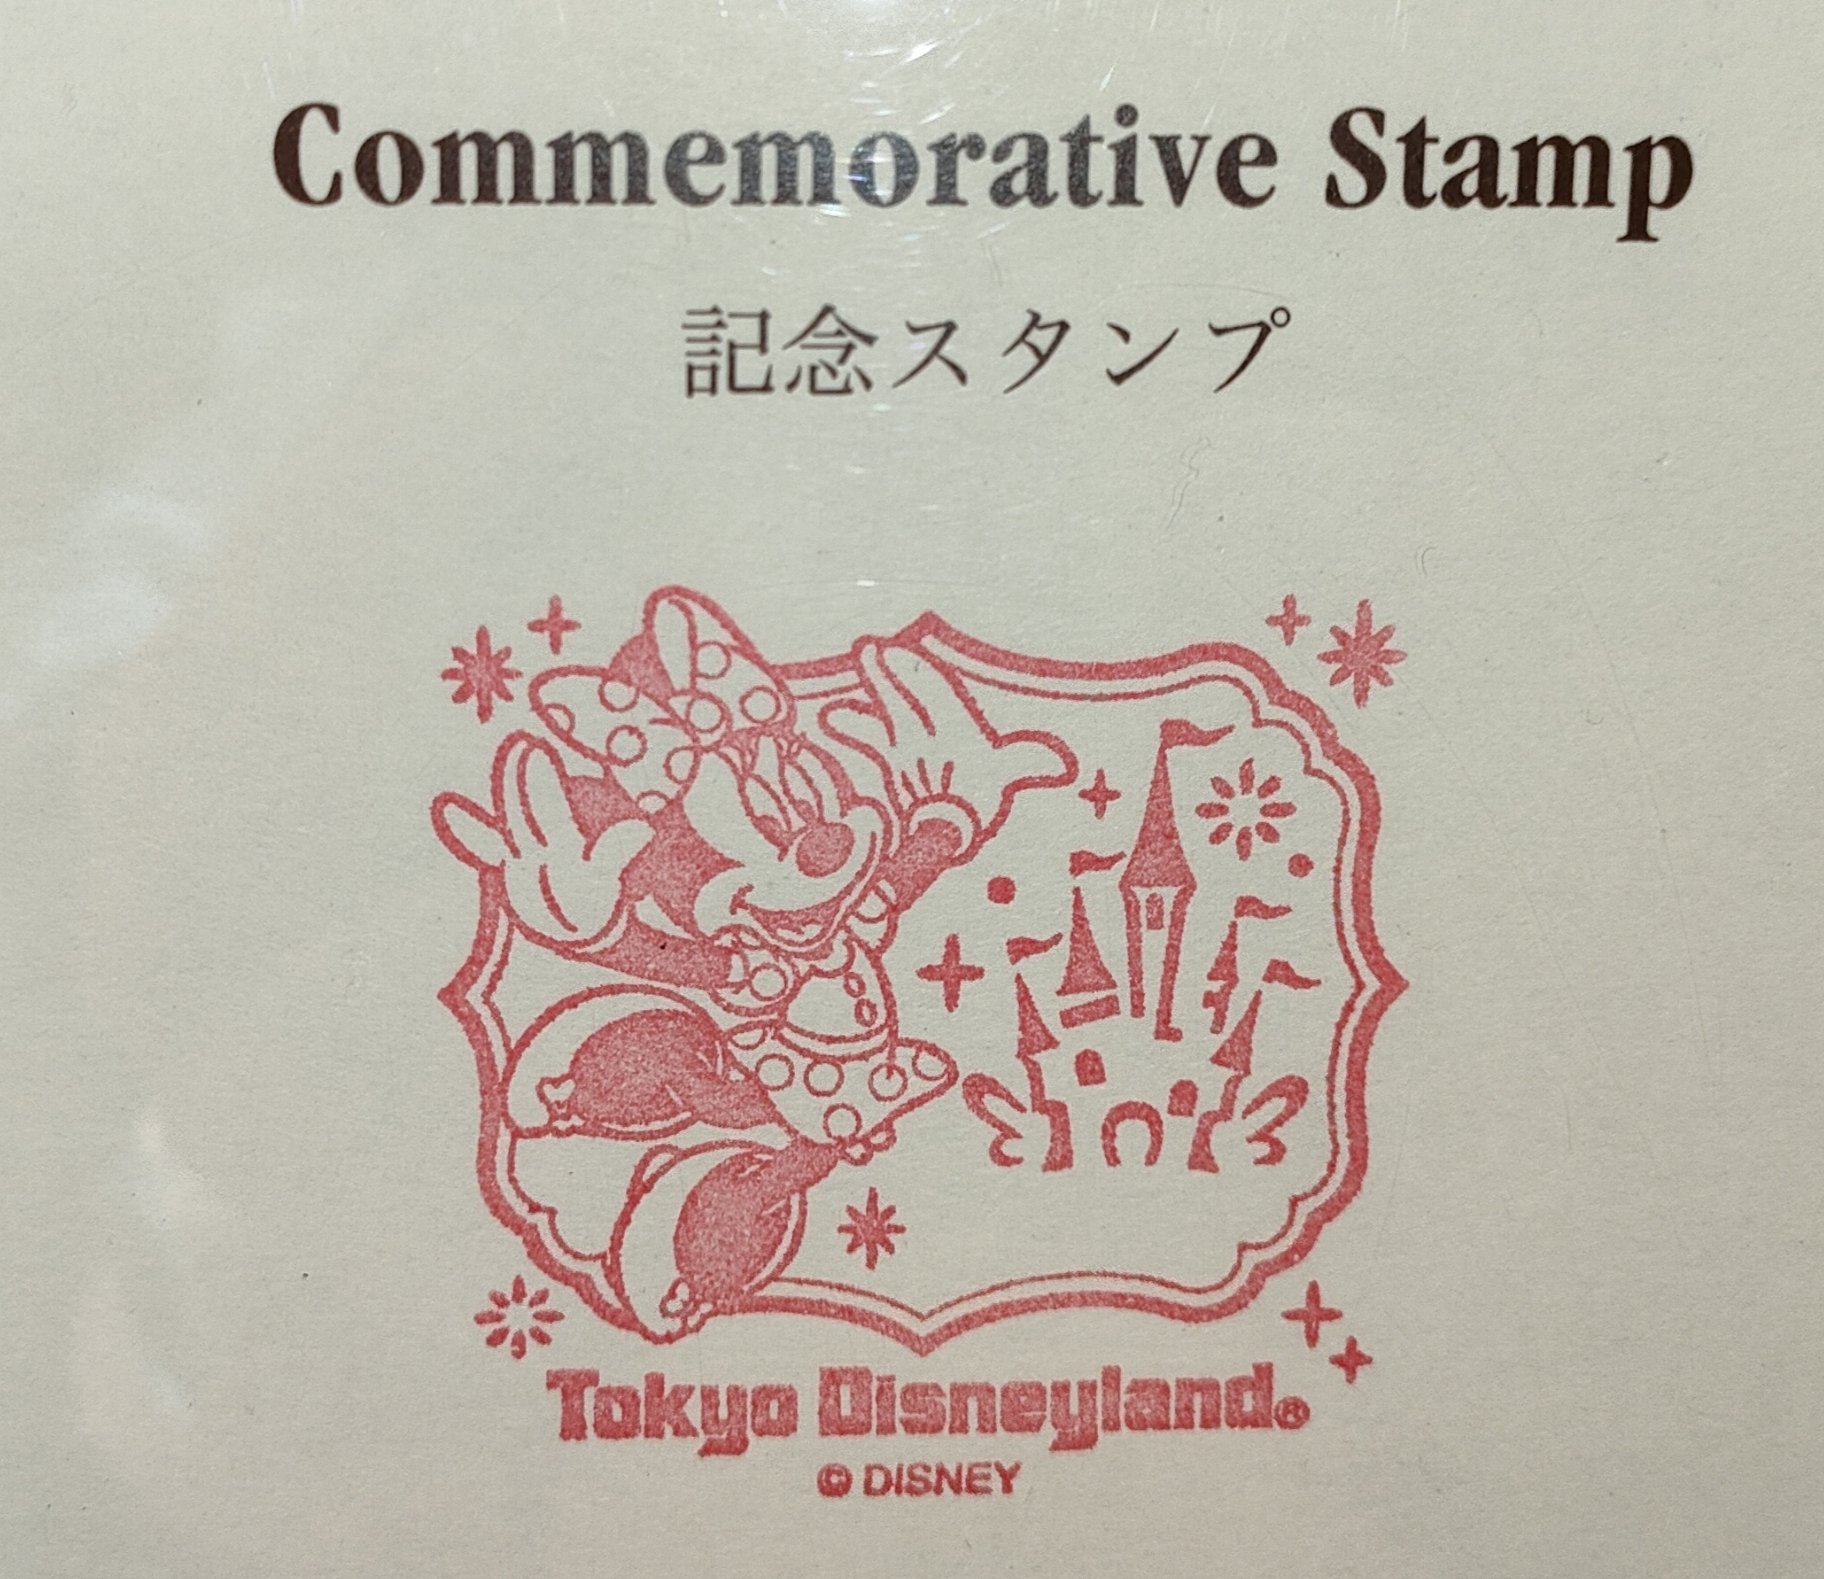 Commemorative Stamp
記念スタンプ
Tokyo Disneyland®
© DISNEY